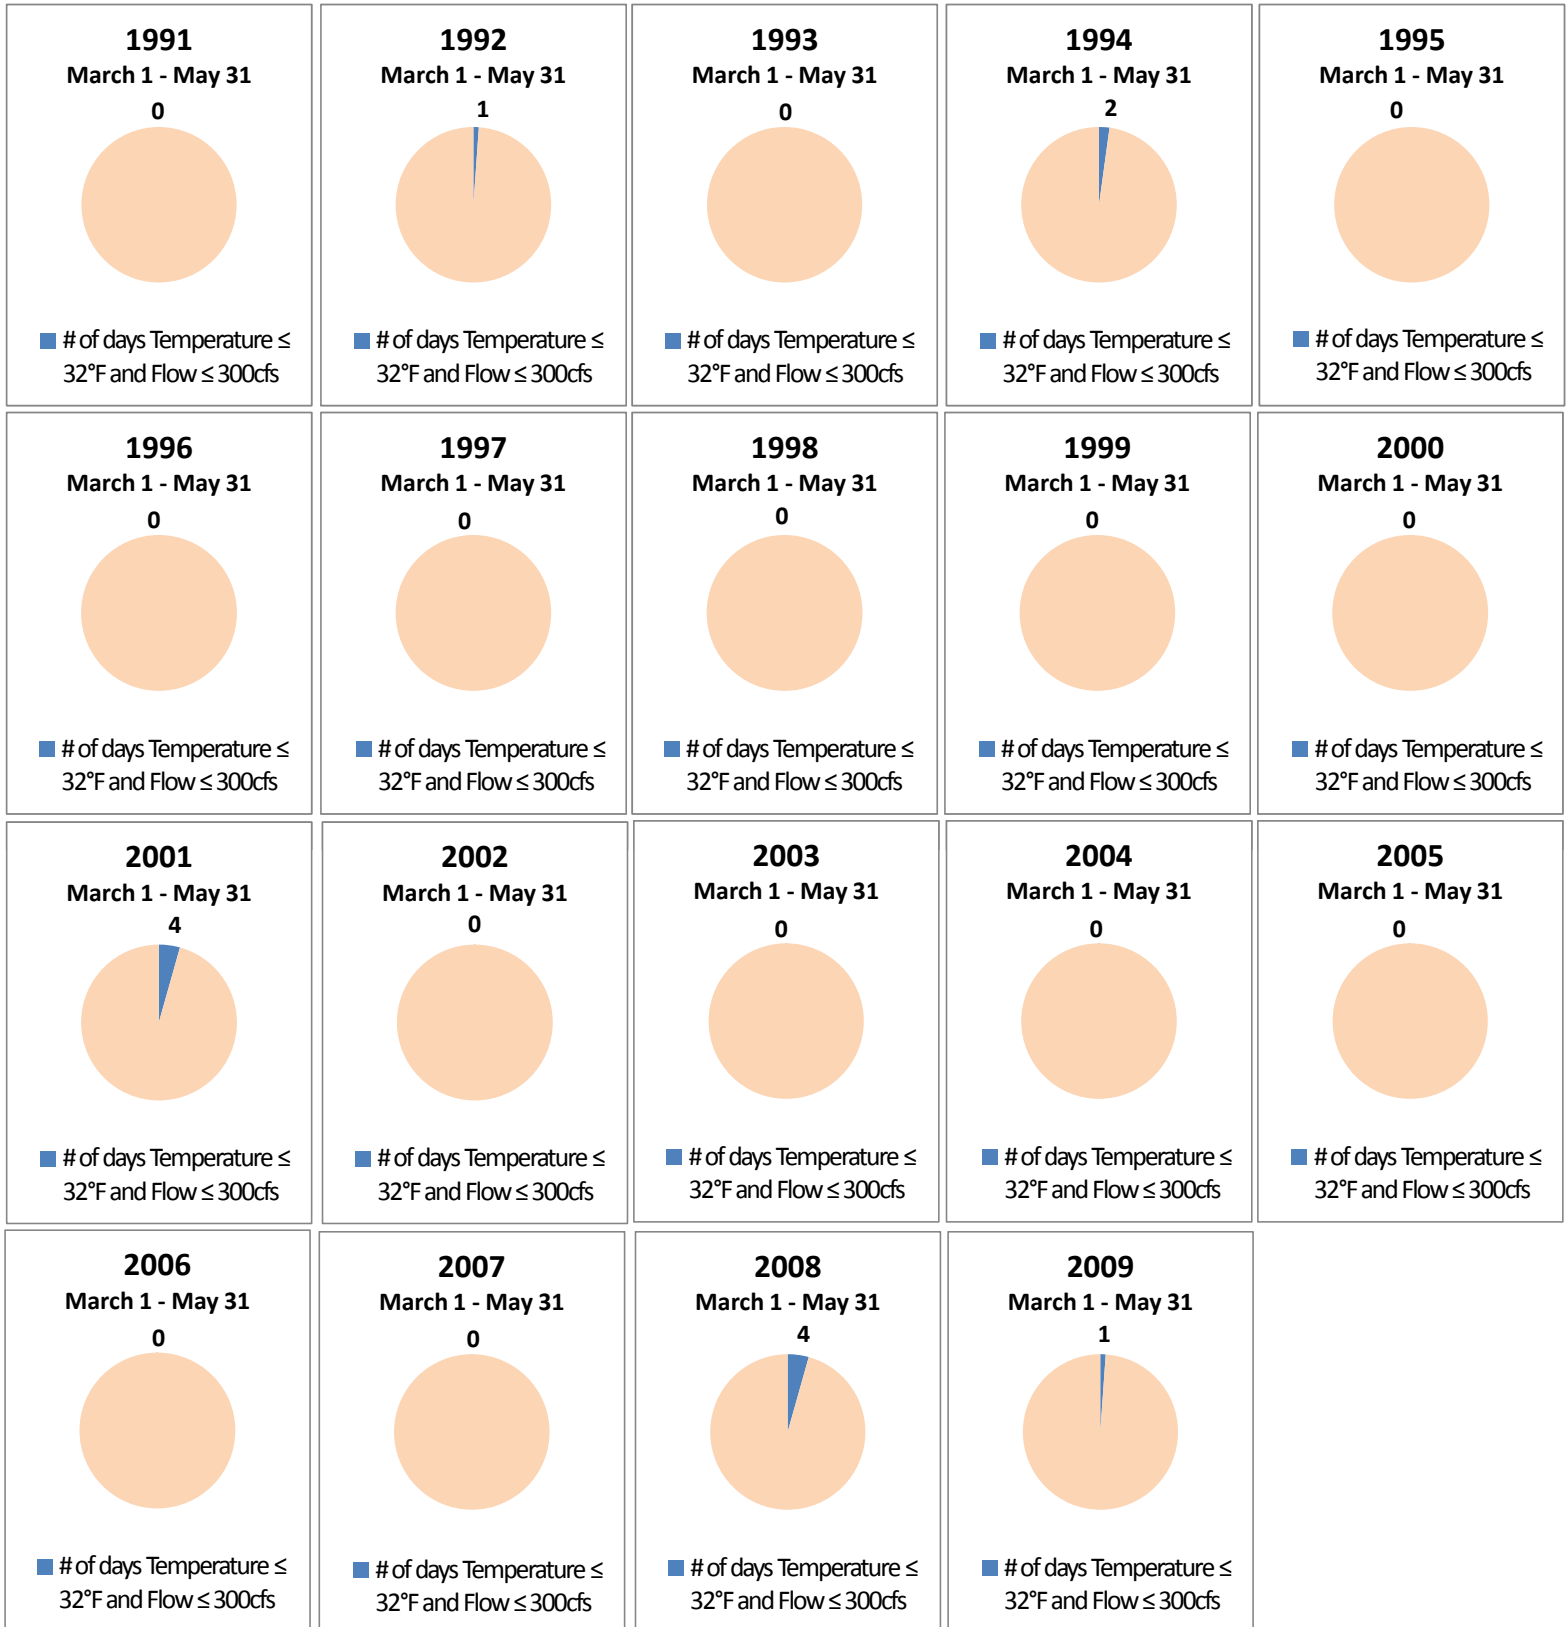 1991
March 1 - May 31
0
# of days Temperature ≤
32°F and Flow ≤ 300cfs
1992
March 1 - May 31
1
# of days Temperature ≤
32°F and Flow ≤ 300cfs
1993
March 1 - May 31
0
# of days Temperature ≤
32°F and Flow ≤ 300cfs
1994
March 1 - May 31
2
# of days Temperature ≤
32°F and Flow ≤ 300cfs
1995
March 1 - May 31
0
# of days Temperature ≤
32°F and Flow ≤ 300cfs
1996
March 1 - May 31
0
# of days Temperature ≤
32°F and Flow ≤ 300cfs
1997
March 1 - May 31
0
# of days Temperature ≤
32°F and Flow ≤ 300cfs
1998
March 1 - May 31
0
# of days Temperature ≤
32°F and Flow ≤ 300cfs
1999
March 1 - May 31
0
# of days Temperature ≤
32°F and Flow ≤ 300cfs
2000
March 1 - May 31
0
# of days Temperature ≤
32°F and Flow ≤ 300cfs
2001
March 1 - May 31
4
# of days Temperature ≤
32°F and Flow ≤ 300cfs
2002
March 1 - May 31
0
# of days Temperature ≤
32°F and Flow ≤ 300cfs
2003
March 1 - May 31
0
# of days Temperature ≤
32°F and Flow ≤ 300cfs
2004
March 1 - May 31
0
# of days Temperature ≤
32°F and Flow ≤ 300cfs
2005
March 1 - May 31
0
# of days Temperature ≤
32°F and Flow ≤ 300cfs
2006
March 1 - May 31
0
# of days Temperature ≤
32°F and Flow ≤ 300cfs
2007
March 1 - May 31
0
# of days Temperature ≤
32°F and Flow ≤ 300cfs
2008
March 1 - May 31
4
# of days Temperature ≤
32°F and Flow ≤ 300cfs
2009
March 1 - May 31
1
# of days Temperature ≤
32°F and Flow ≤ 300cfs